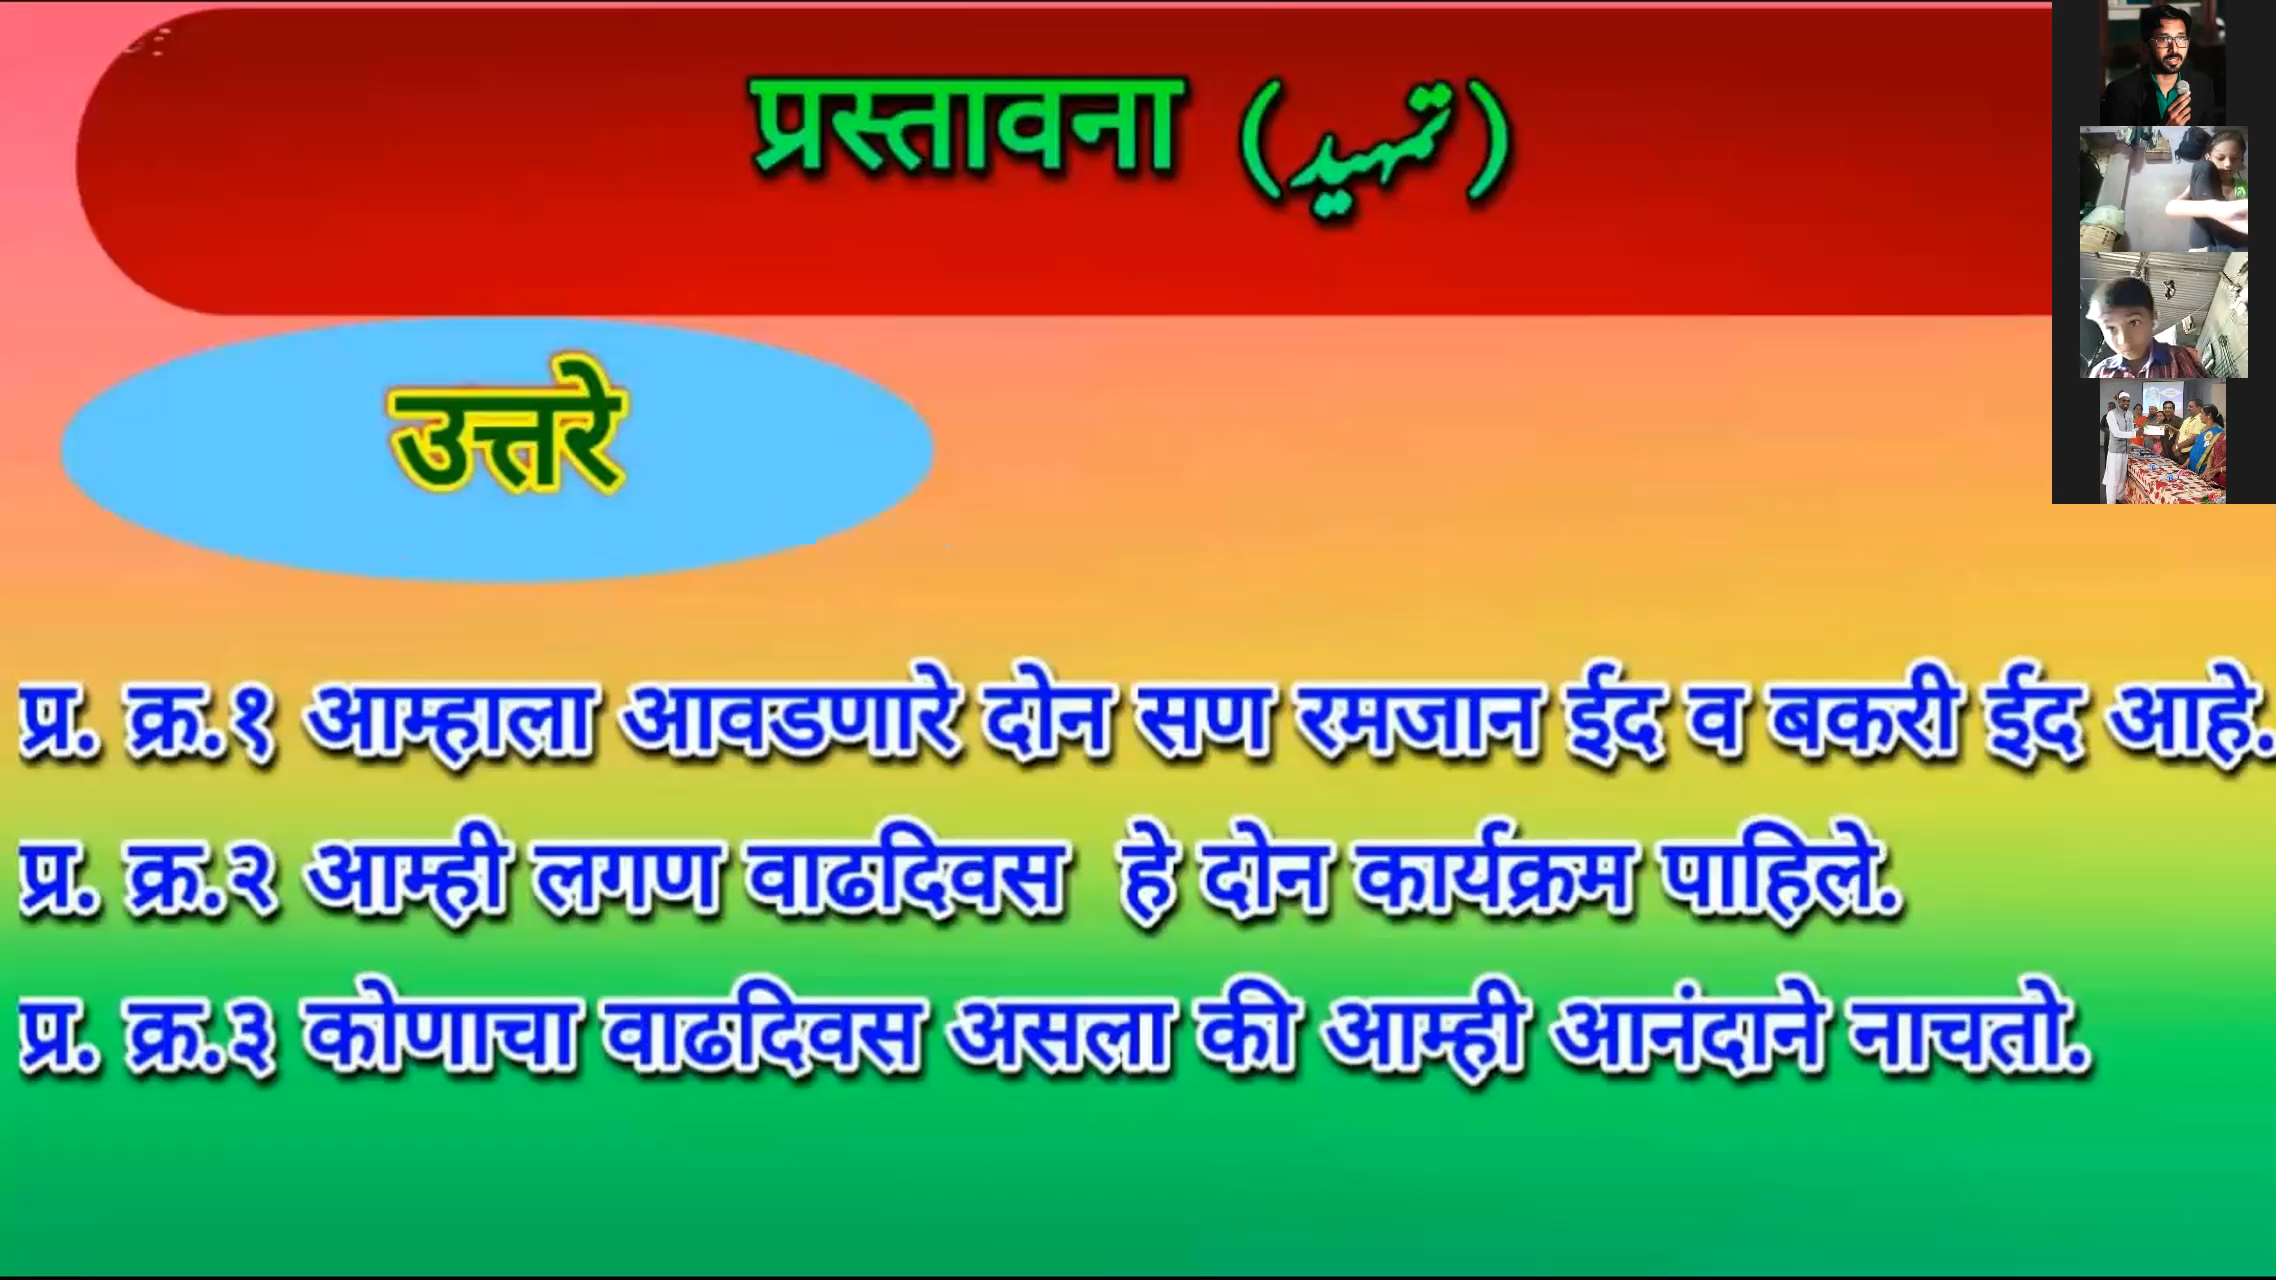 प्रस्तावना (تمہید)
उत्तरे
प्र. क्र.१ आम्हाला आवडणारे दोन सण रमजान ईद व बकरी ईद आहे.
प्र. क्र.२ आम्ही लगण वाढदिवस हे दोन कार्यक्रम पाहिले.
प्र. क्र.३ कोणाचा वाढदिवस असला की आम्ही आनंदाने नाचतो.